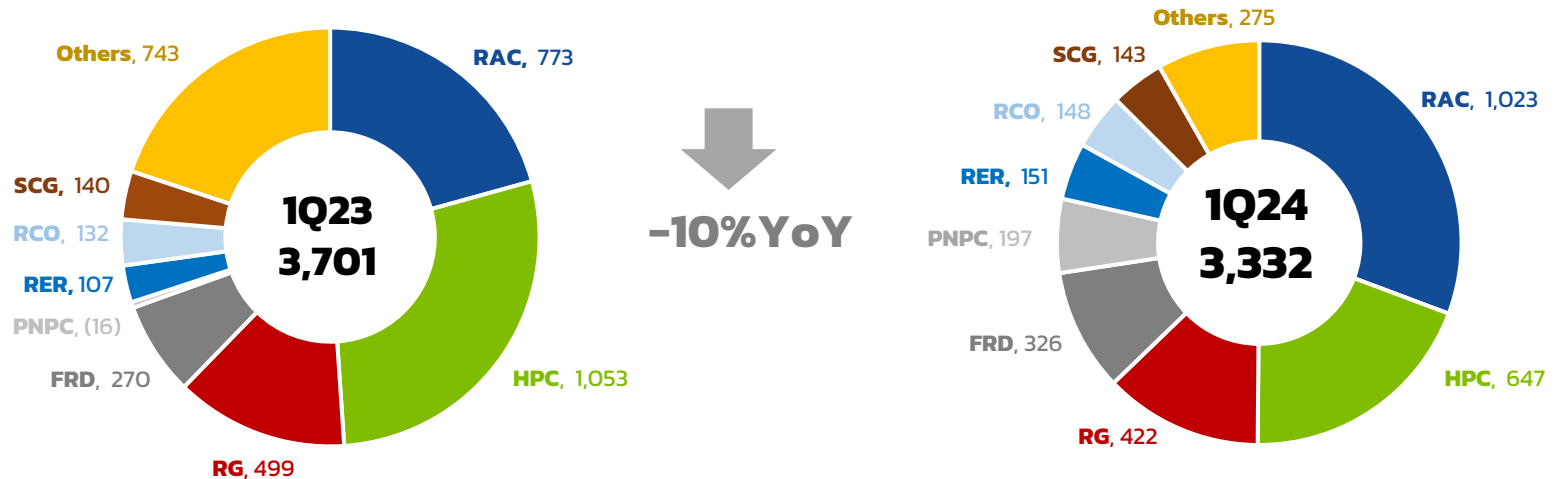 Others, 743
RAC, 773
SCG, 140
RCO, 132
RER, 107
PNPC, (16)
FRD, 270
RG, 499
HPC, 1,053
1Q23
3,701
-10%YoY
Others, 275
SCG, 143
RCO, 148
RER, 151
PNPC, 197
FRD, 326
RG, 422
HPC, 647
RAC, 1,023
1Q24
3,332